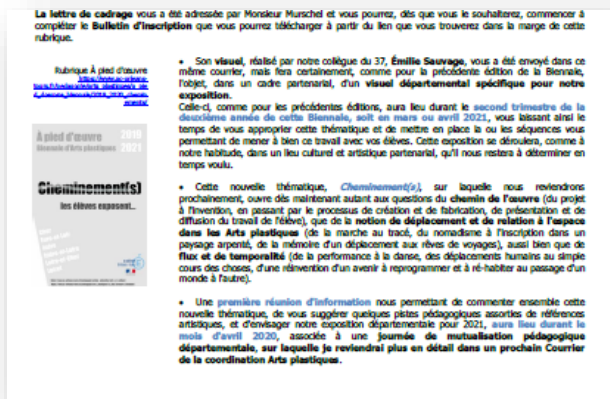 La lettre de cadrage vous a été adressée par Monsieur Murschel et vous pourrez, dès que vous le souhaiterez, commencer à
compléter le Bulletin d'inscription que vous pourrez télécharger à partir du lien que vous trouverez dans la marge de cette
rubrique.
Rubrique À pied d'œuvre
À pied d'œuvre 2019
Biennale d'Arts plastiques 2021
Cheminement(s)
les élèves exposent...
• Son visuel, réalisé par notre collègue du 37, Émilie Sauvage, vous a été envoyé dans ce
même courrier, mais fera certainement, comme pour la précédente édition de la Biennale,
l'objet, dans un cadre partenarial, d'un visuel départemental spécifique pour notre
exposition.
Celle-ci, comme pour les précédentes éditions, aura lieu durant le second trimestre de la
deuxième année de cette Biennale, soit en mars ou avril 2021, vous laissant ainsi le
temps de vous approprier cette thématique et de mettre en place la ou les séquences vous
permettant de mener à bien ce travail avec vos élèves. Cette exposition se déroulera, comme à
notre habitude, dans un lieu culturel et artistique partenarial, qu'il nous restera à déterminer en
temps voulu.
• Cette nouvelle thématique, Cheminement(s), sur laquelle nous reviendrons
prochainement, ouvre dès maintenant autant aux questions du chemin de l'œuvre (du projet
à l'invention, en passant par le processus de création et de fabrication, de présentation et de
diffusion du travail de l'élève), que de la notion de déplacement et de relation à l'espace
dans les Arts plastiques (de la marche au tracé, du nomadisme à l'inscription dans un
paysage arpenté, de la mémoire d'un déplacement aux rêves de voyages), aussi bien que de
flux et de temporalité (de la performance à la danse, des déplacements humains au simple
cours des choses, d'une réinvention d'un avenir à reprogrammer et à ré-habiter au passage d'un
monde à l'autre).
• Une première réunion d'information nous permettant de commenter ensemble cette
nouvelle thématique, de vous suggérer quelques pistes pédagogiques assorties de références
artistiques, et d'envisager notre exposition départementale pour 2021, aura lieu durant le
mois d'avril 2020, associée à une journée de mutualisation pédagogique
départementale, sur laquelle je reviendrai plus en détail dans un prochain Courrier
de la coordination Arts plastiques.